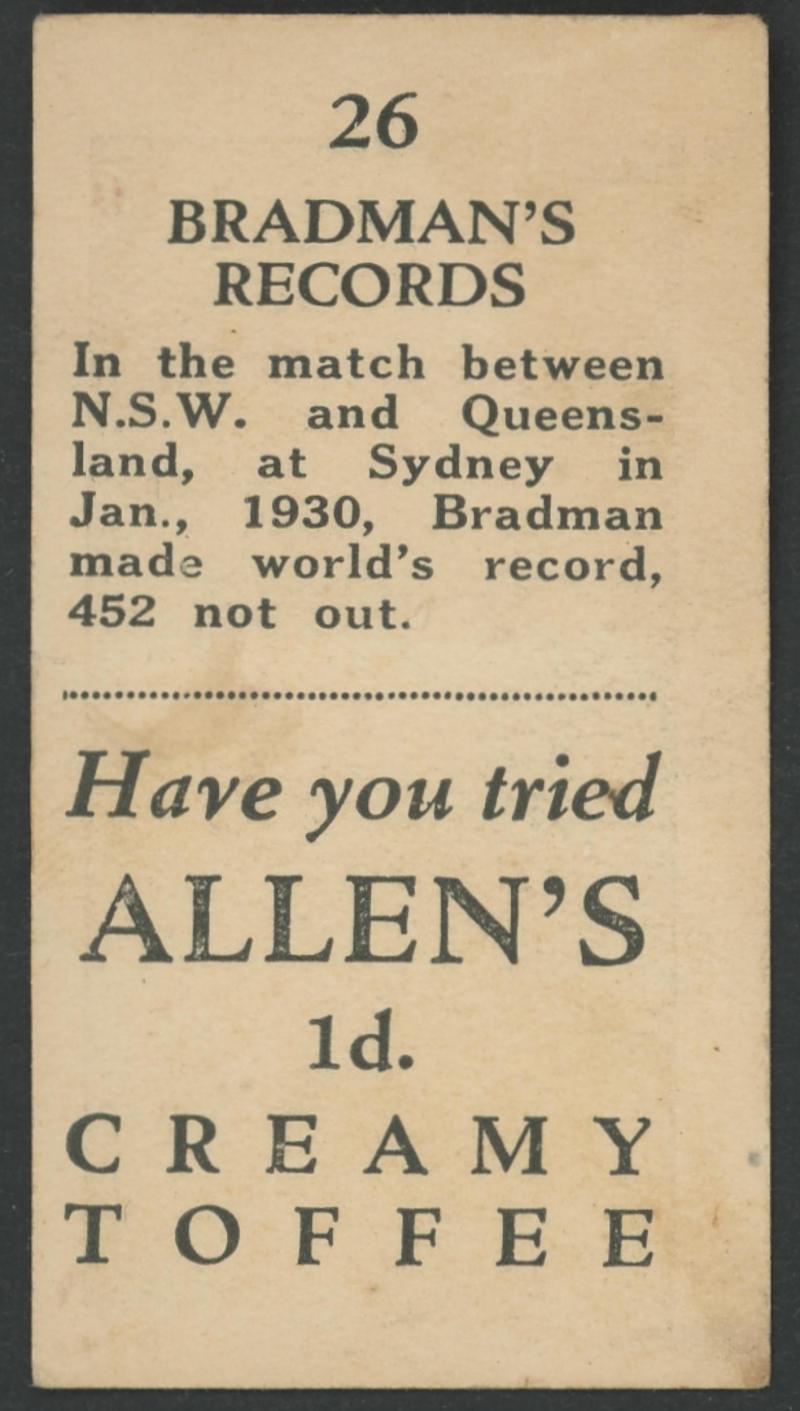 26
BRADMAN'S
RECORDS
In the match between
N.S.W. and Queens-
land, at Sydney in
Jan., 1930, Bradman
made world's record,
452 not out.
Have you tried
ALLEN'S
1d.
CREAMY
TOFFEE